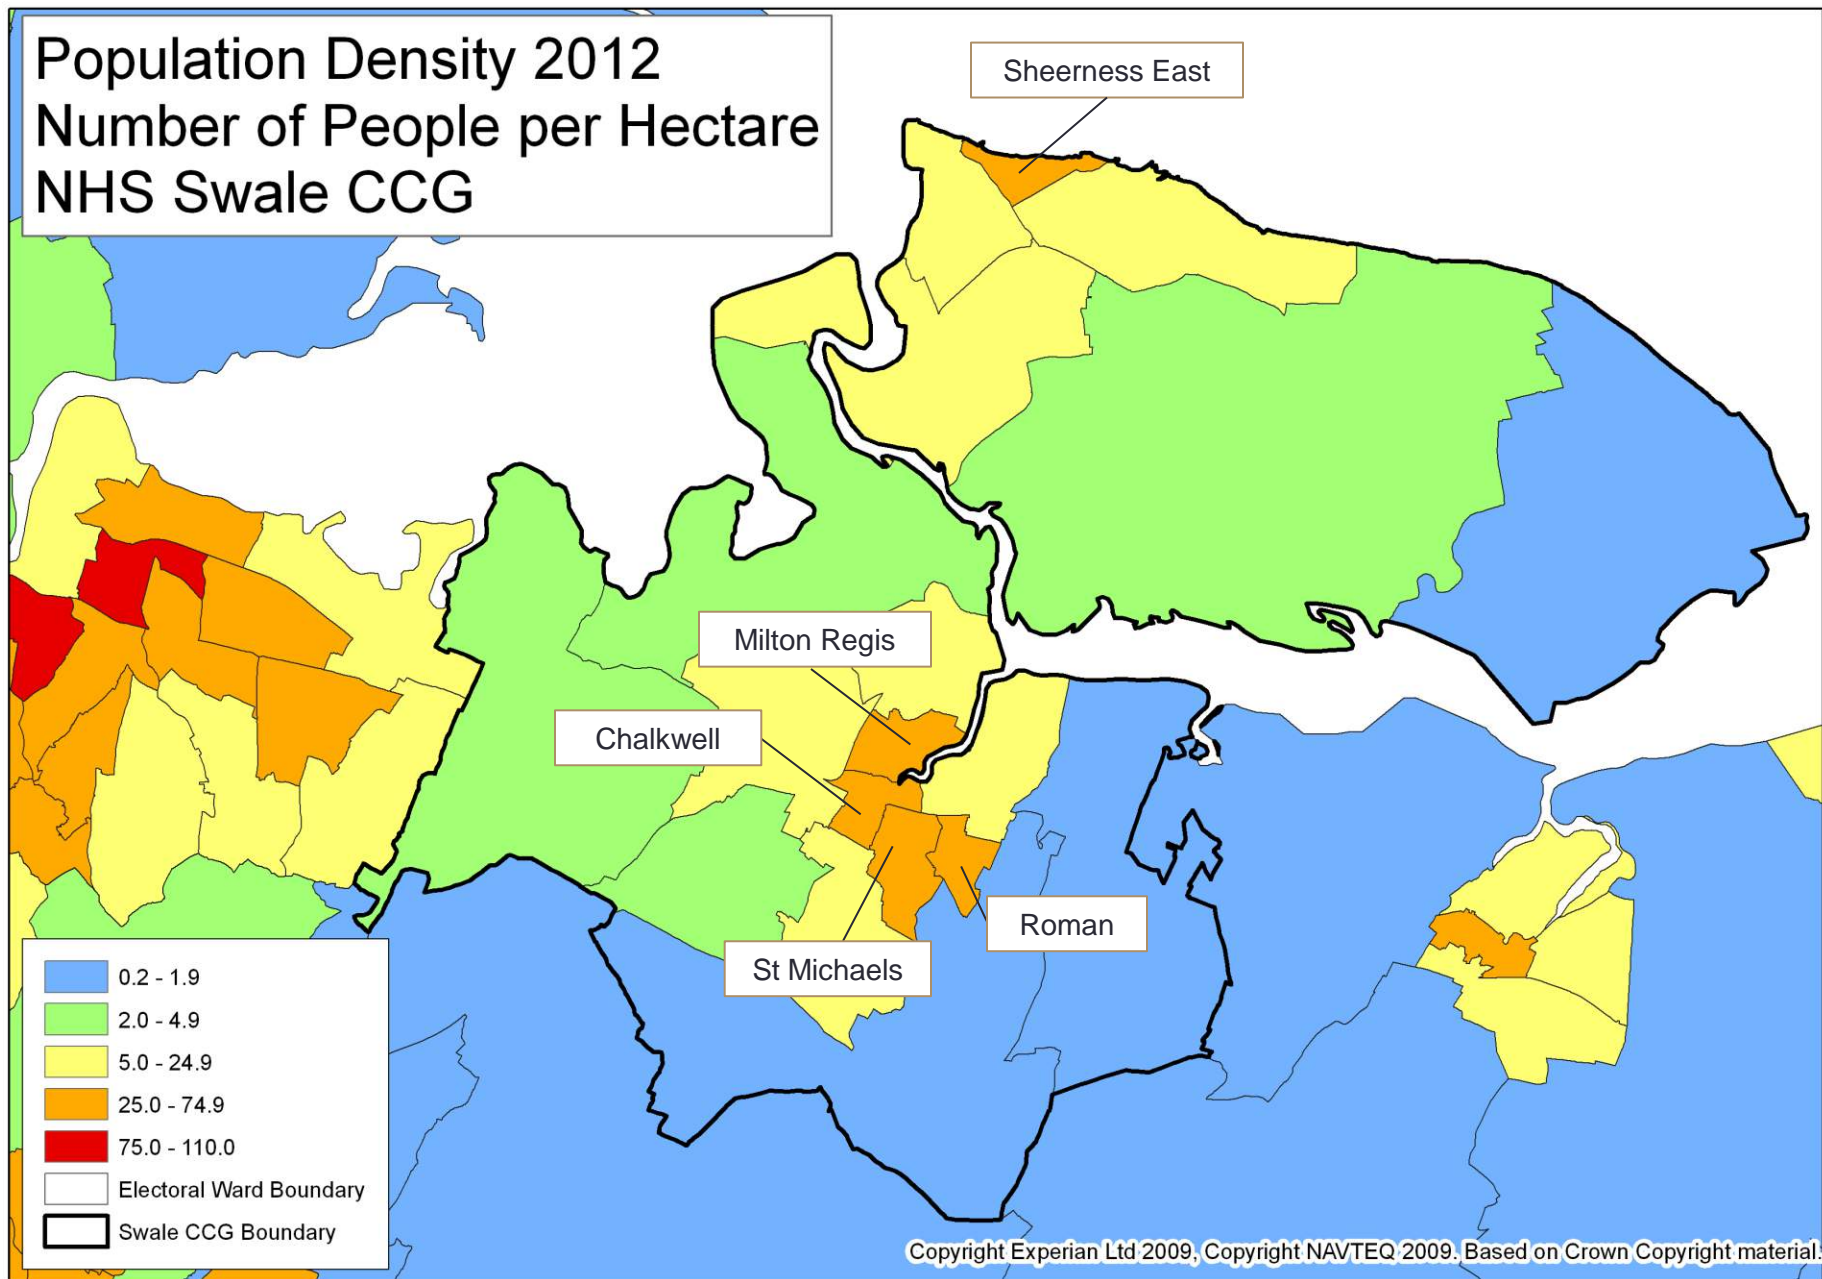 Population Density 2012
Number of People per Hectare
NHS Swale CCG
Sheerness East
Milton Regis
Chalkwell
Roman
St Michaels
0.2 - 1.9
2.0 - 4.9
5.0 - 24.9
25.0 - 74.9
75.0 - 110.0
Electoral Ward Boundary
Swale CCG Boundary
Copyright Experian Ltd 2009, Copyright NAVTEQ 2009. Based on Crown Copyright material.